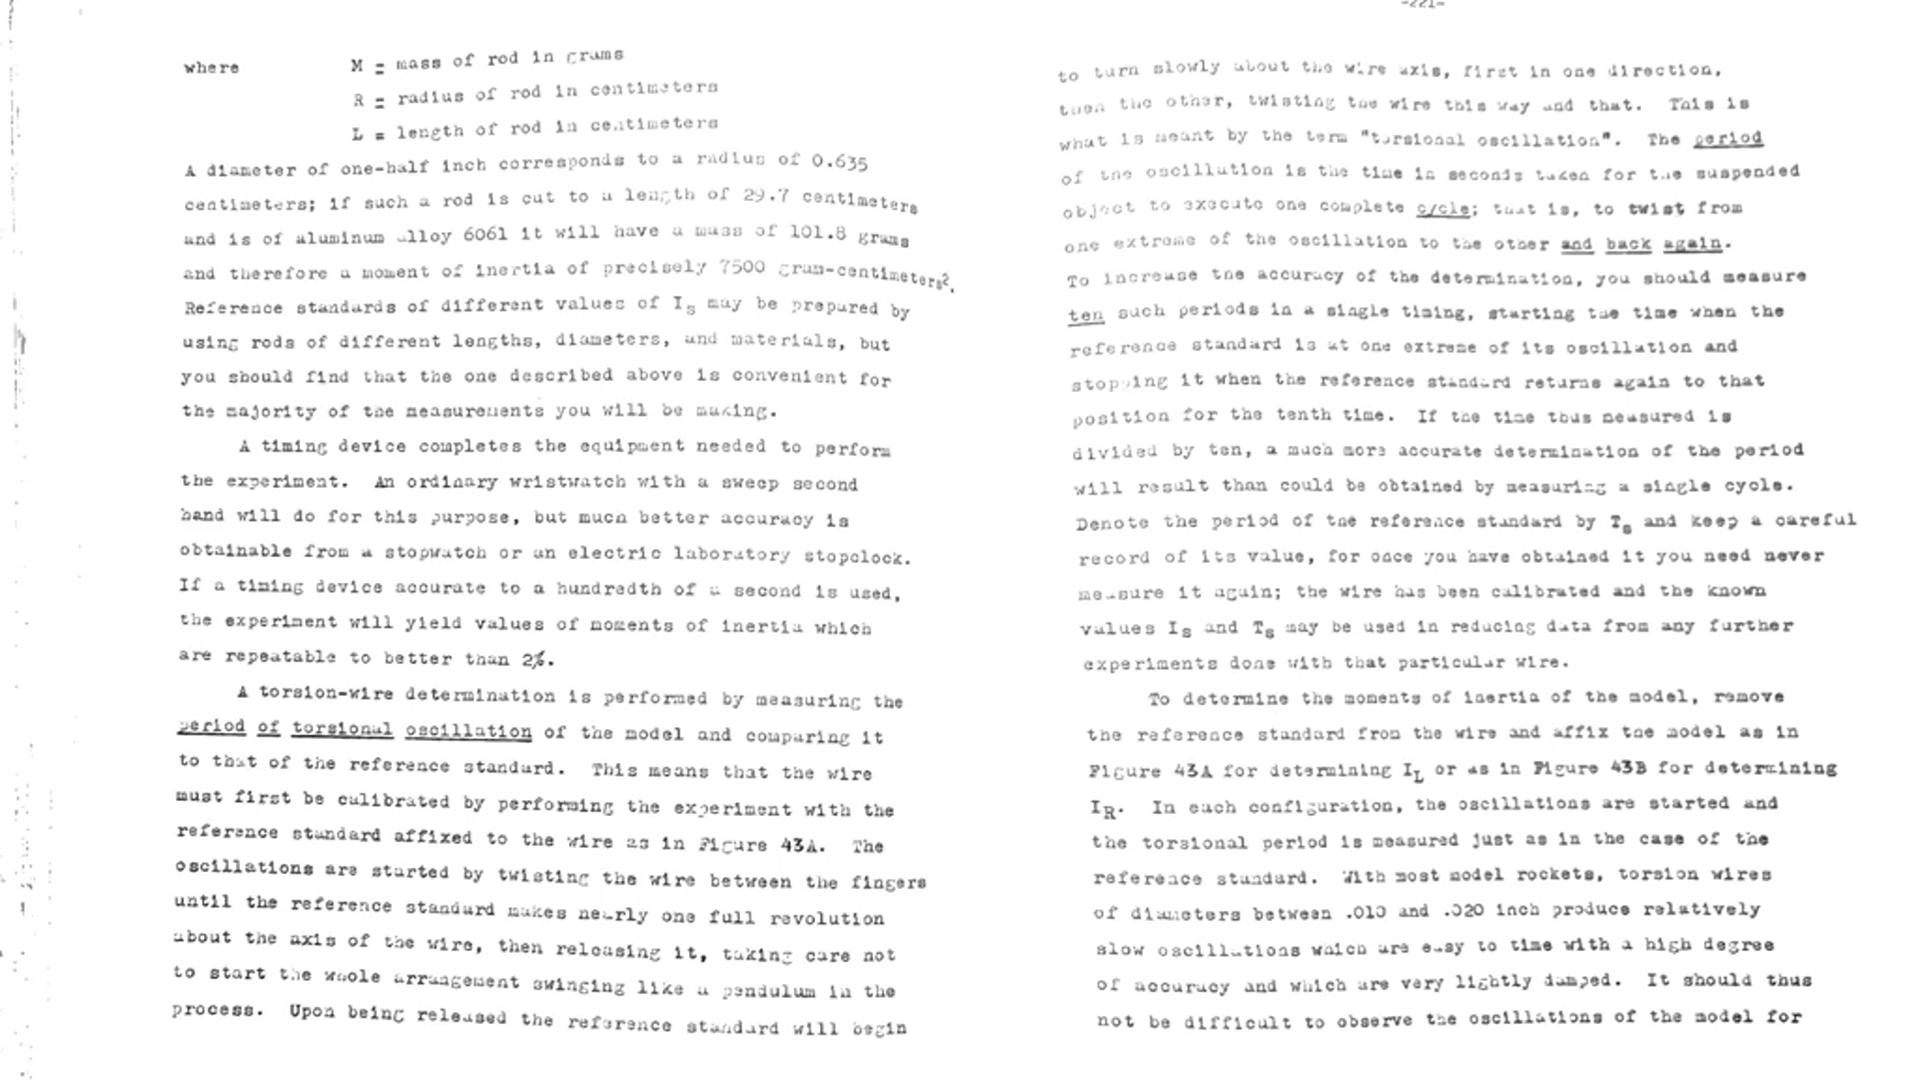 -221-
where M = mass of rod in grams
R = radius of rod in centimeters
L = length of rod in centimeters
A diameter of one-half inch corresponds to a radius of 0.635
centimeters; if such a rod is cut to a length of 29.7 centimeters
and is of aluminum alloy 6061 it will have a mass of 101.8 grams
and therefore a moment of inertia of precisely 7500 gram-centimeters².
Reference standards of different values of Is may be prepared by
using rods of different lengths, diameters, and materials, but
you should find that the one described above is convenient for
the majority of the measurements you will be making.
A timing device completes the equipment needed to perform
the experiment. An ordinary wristwatch with a sweep second
hand will do for this purpose, but much better accuracy is
obtainable from a stopwatch or an electric laboratory stopclock.
If a timing device accurate to a hundredth of a second is used,
the experiment will yield values of moments of inertia which
are repeatable to better than 2%.
A torsion-wire determination is performed by measuring the
period of torsional oscillation of the model and comparing it
to that of the reference standard. This means that the wire
must first be calibrated by performing the experiment with the
reference standard affixed to the wire as in Figure 43A. The
oscillations are started by twisting the wire between the fingers
until the reference standard makes nearly one full revolution
about the axis of the wire, then releasing it, taking care not
to start the whole arrangement swinging like a pendulum in the
process. Upon being released the reference standard will begin
to turn slowly about the wire axis, first in one direction,
then the other, twisting the wire this way and that. This is
what is meant by the term "torsional oscillation". The period
of the oscillation is the time in seconds taken for the suspended
object to execute one complete cycle; that is, to twist from
one extreme of the oscillation to the other and back again.
To increase the accuracy of the determination, you should measure
ten such periods in a single timing, starting the time when the
reference standard is at one extreme of its oscillation and
stopping it when the reference standard returns again to that
position for the tenth time. If the time thus measured is
divided by ten, a much more accurate determination of the period
will result than could be obtained by measuring a single cycle.
Denote the period of the reference standard by Ts and keep a careful
record of its value, for once you have obtained it you need never
measure it again; the wire has been calibrated and the known
values Is and Ts may be used in reducing data from any further
experiments done with that particular wire.
To determine the moments of inertia of the model, remove
the reference standard from the wire and affix the model as in
Figure 43A for determining IL or as in Figure 43B for determining
IR. In each configuration, the oscillations are started and
the torsional period is measured just as in the case of the
reference standard. With most model rockets, torsion wires
of diameters between .010 and .020 inch produce relatively
slow oscillations which are easy to time with a high degree
of accuracy and which are very lightly damped. It should thus
not be difficult to observe the oscillations of the model for